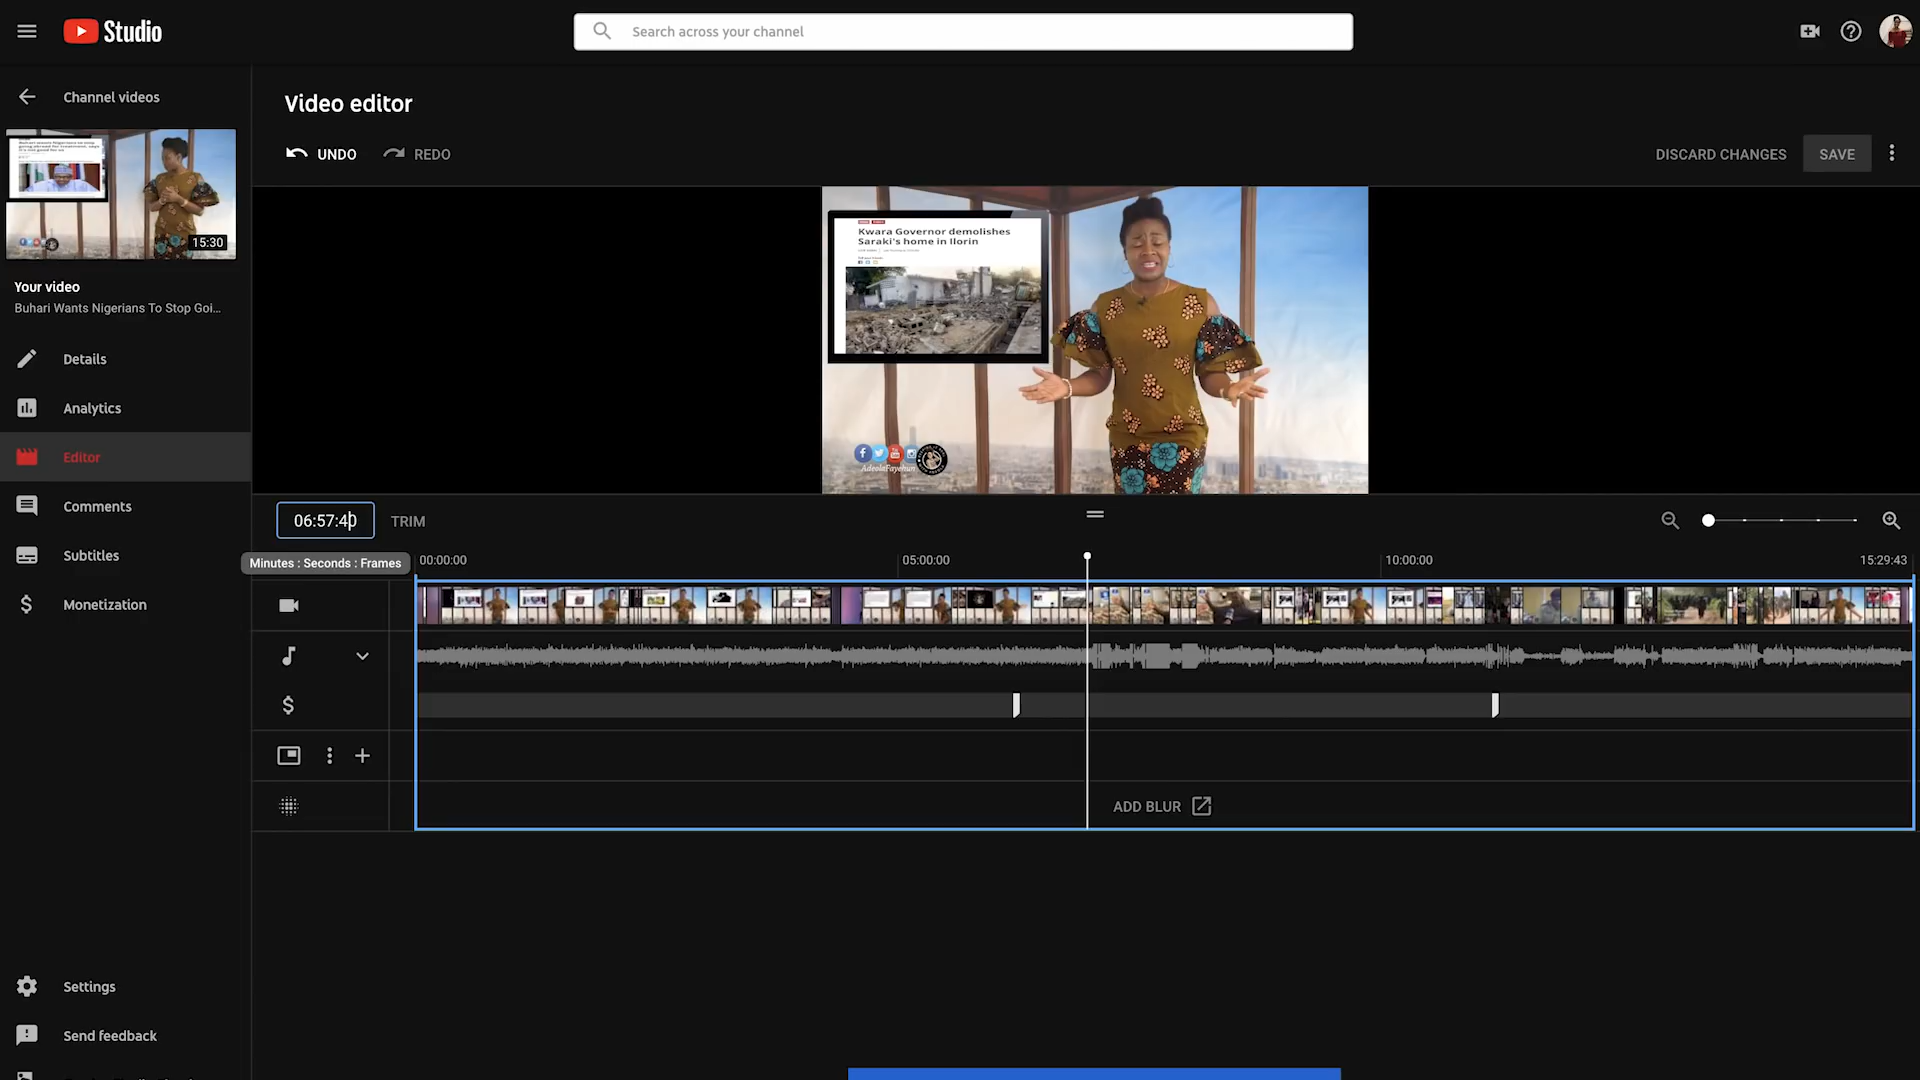 Studio
Search across your channel
Channel videos
15:30
Your video
Buhari Wants Nigerians To Stop Goi...
Details
Analytics
Editor
Comments
Subtitles
Monetization
Settings
Send feedback
Video editor
UNDO
REDO
DISCARD CHANGES
SAVE
Kwara Governor demolishes
Saraki's home in Ilorin
AdeolaFayehun
06:57:40
TRIM
Minutes : Seconds : Frames
00:00:00
05:00:00
10:00:00
15:29:43
ADD BLUR